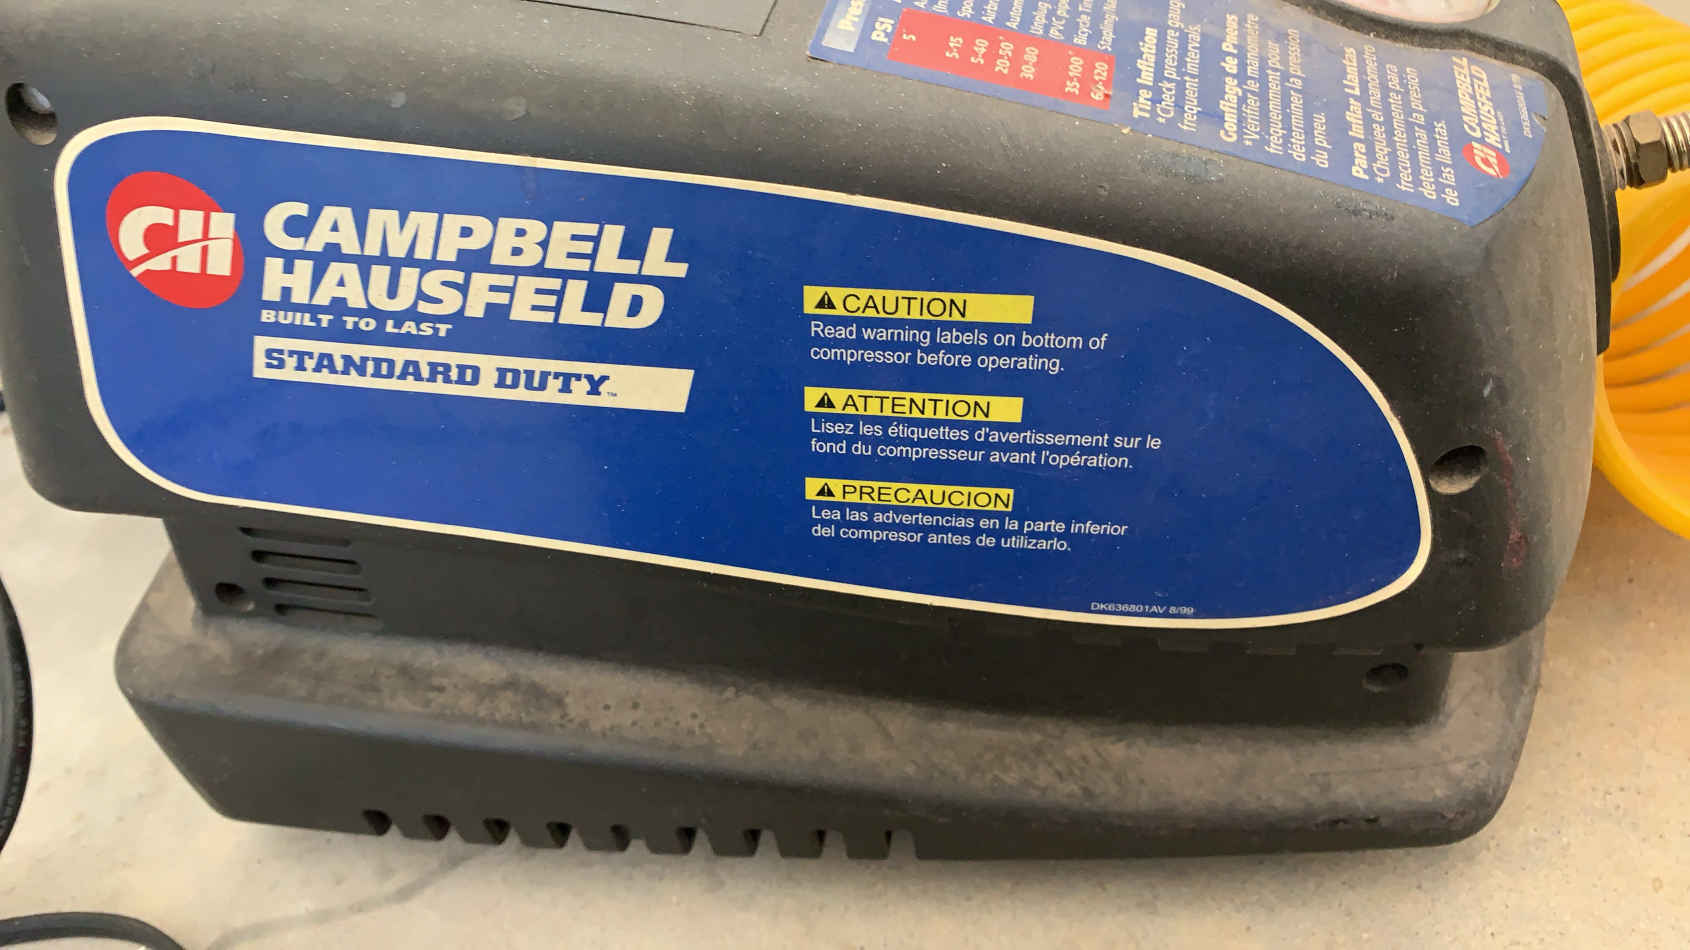 CH CAMPBELL
HAUSFELD
BUILT TO LAST
STANDARD DUTY™
CAUTION
Read warning labels on bottom of
compressor before operating.
ATTENTION
Lisez les étiquettes d'avertissement sur le
fond du compresseur avant l'opération.
PRECAUCION
Lea las advertencias en la parte inferior
del compresor antes de utilizarlo.
DK636801AV 8/99
PSI
5
5-15
5-40
20-50
30-80
35-100
Bicycle
Tire Inflation
*Check pressure
frequent intervals.
Gonflage de Pneus
*Vérifier le manomètre
fréquemment pour
déterminer la pression
du pneu.
Para Inflar Llantas
*Chequee el manómetro
frecuentemente para
determinar la presión
de las llantas.
CH CAMPBELL
HAUSFELD